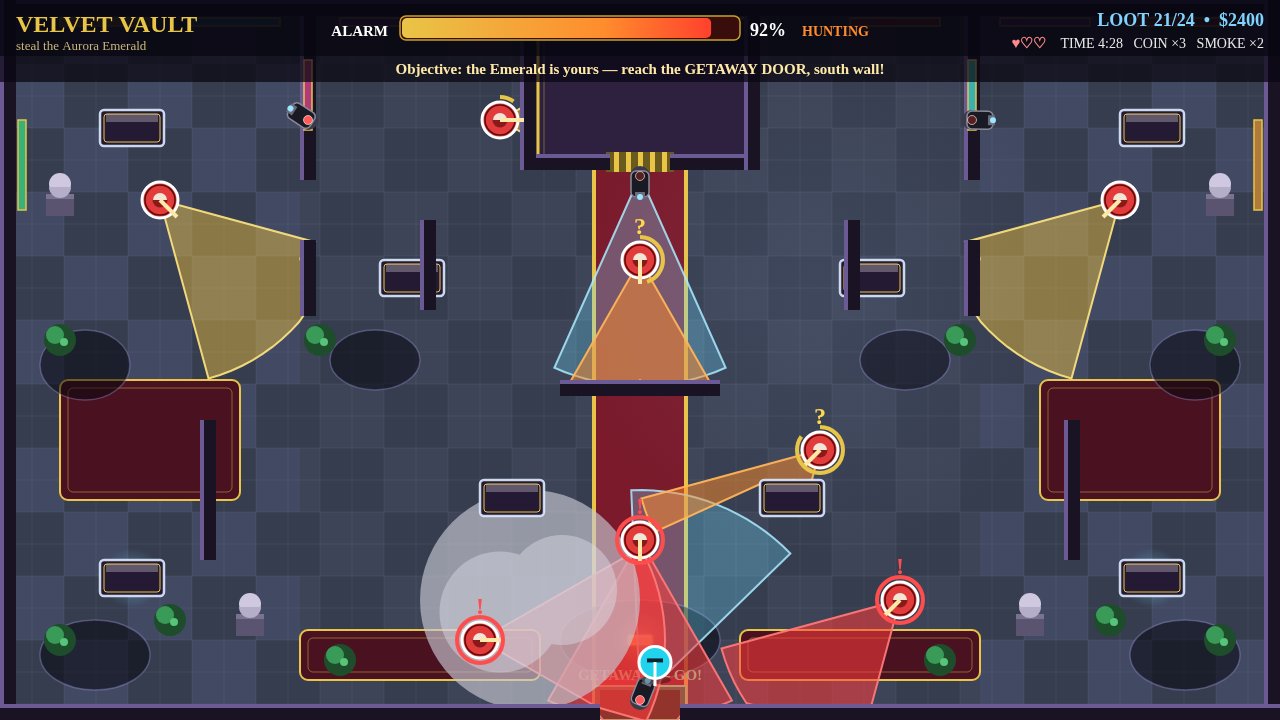 VELVET VAULT
steal the Aurora Emerald
ALARM 92% HUNTING
LOOT 21/24 • $2400
♥♡♡ TIME 4:28 COIN ×3 SMOKE ×2
Objective: the Emerald is yours — reach the GETAWAY DOOR, south wall!
?
?
!
!
!
GO!